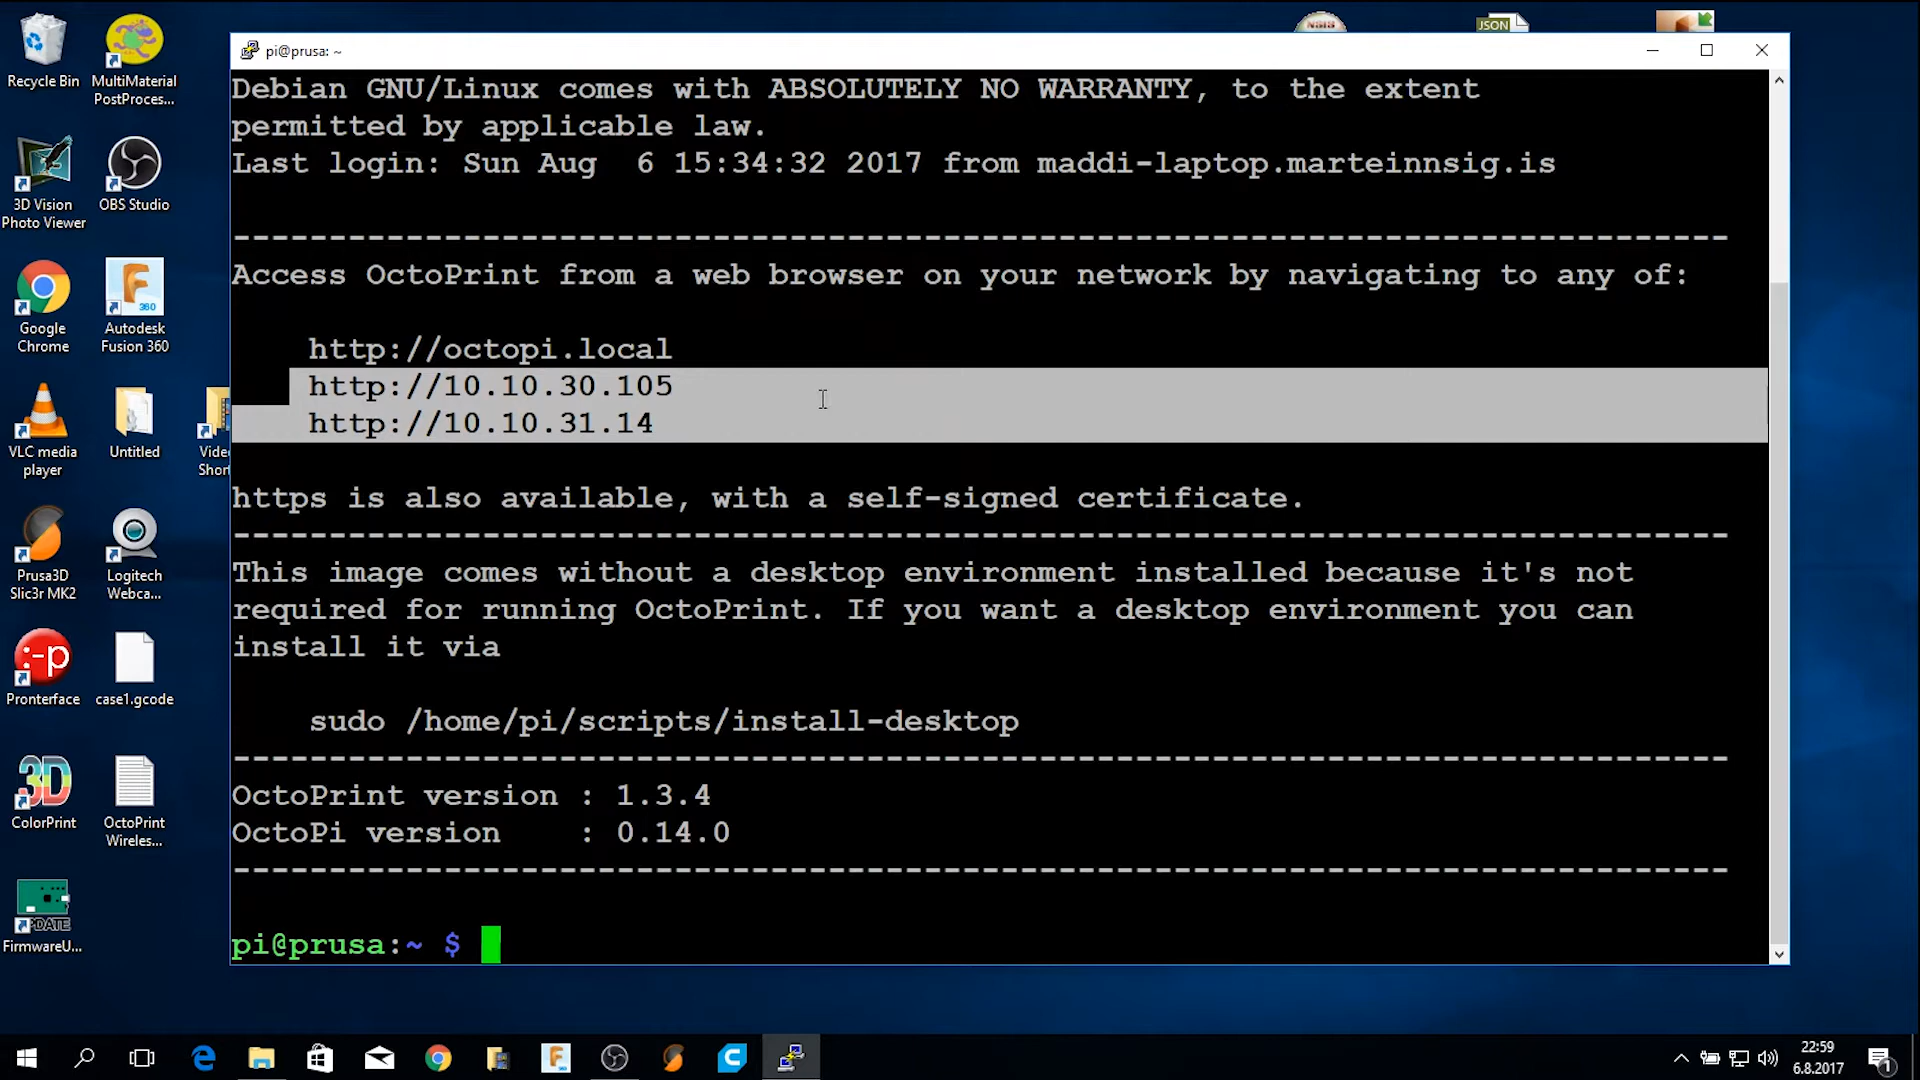 pi@prusa: ~
Debian GNU/Linux comes with ABSOLUTELY NO WARRANTY, to the extent
permitted by applicable law.
Last login: Sun Aug  6 15:34:32 2017 from maddi-laptop.marteinnsig.is
------------------------------------------------------------------------------
Access OctoPrint from a web browser on your network by navigating to any of:
http://octopi.local
http://10.10.30.105
http://10.10.31.14
https is also available, with a self-signed certificate.
------------------------------------------------------------------------------
This image comes without a desktop environment installed because it's not
required for running OctoPrint. If you want a desktop environment you can
install it via
sudo /home/pi/scripts/install-desktop
------------------------------------------------------------------------------
OctoPrint version : 1.3.4
OctoPi version    : 0.14.0
------------------------------------------------------------------------------
pi@prusa:~ $
Recycle Bin
MultiMaterial
PostProces...
3D Vision
Photo Viewer
OBS Studio
Google
Chrome
Autodesk
Fusion 360
360
VLC media
player
Untitled
Vide
Shor
Prusa3D
Slic3r MK2
Logitech
Webca...
:-p
Pronterface
case1.gcode
3D
ColorPrint
OctoPrint
Wireles...
FirmwareU...
NSIS
JSON
22:59
6.8.2017
1